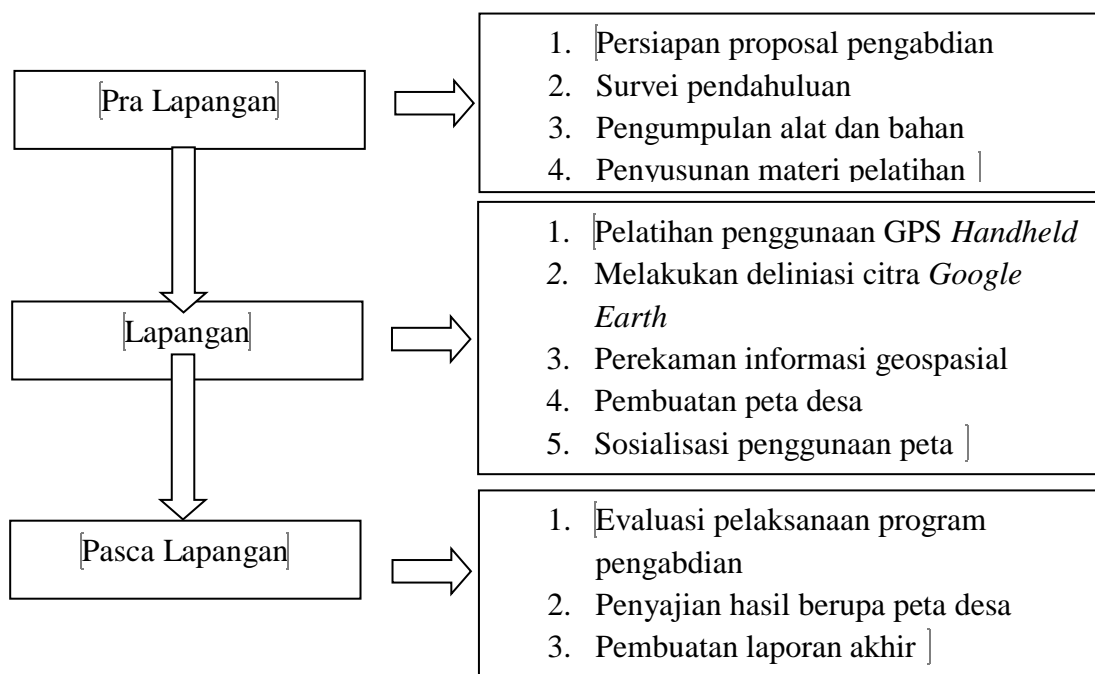 Pra Lapangan
1. Persiapan proposal pengabdian
2. Survei pendahuluan
3. Pengumpulan alat dan bahan
4. Penyusunan materi pelatihan
Lapangan
1. Pelatihan penggunaan GPS Handheld
2. Melakukan deliniasi citra Google
Earth
3. Perekaman informasi geospasial
4. Pembuatan peta desa
5. Sosialisasi penggunaan peta
Pasca Lapangan
1. Evaluasi pelaksanaan program
pengabdian
2. Penyajian hasil berupa peta desa
3. Pembuatan laporan akhir